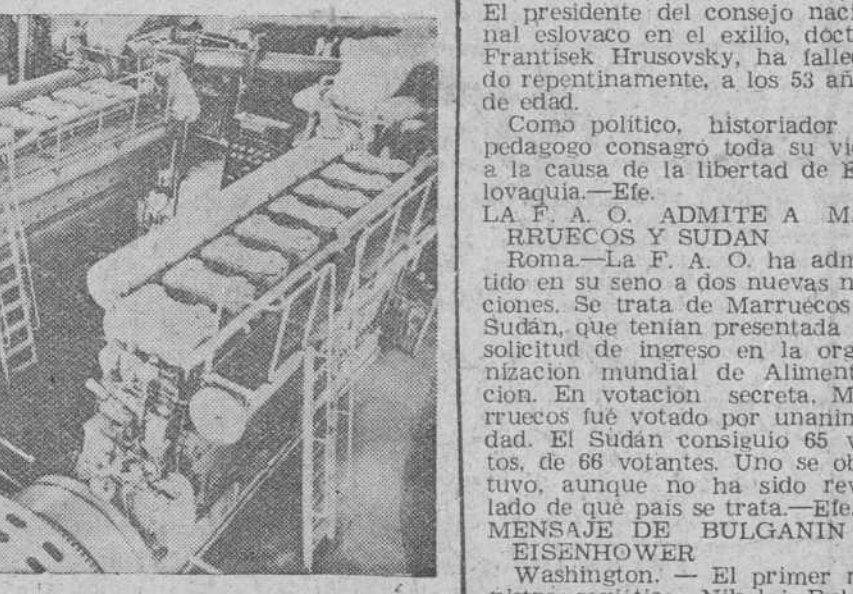 El presidente del consejo naci
nal eslovaco en el exilio, doct
Frantisek Hrusovsky, ha falle
do repentinamente, a los 53 añ
de edad.
Como político, historiador
pedagogo consagró toda su vi
a la causa de la libertad de E
lovaquia.—Efe.
LA F. A. O. ADMITE A M
RRUECOS Y SUDAN
Roma.—La F. A. O. ha adm
tido en su seno a dos nuevas n
ciones. Se trata de Marruecos
Sudán, que tenían presentada
solicitud de ingreso en la orga
nización mundial de Aliment
cion. En votación secreta, M
rruecos fué votado por unanim
dad. El Sudán consiguio 65 v
tos, de 66 votantes. Uno se ob
tuvo, aunque no ha sido rev
lado de qué país se trata.—Efe.
MENSAJE DE BULGANIN
EISENHOWER
Washington. — El primer m